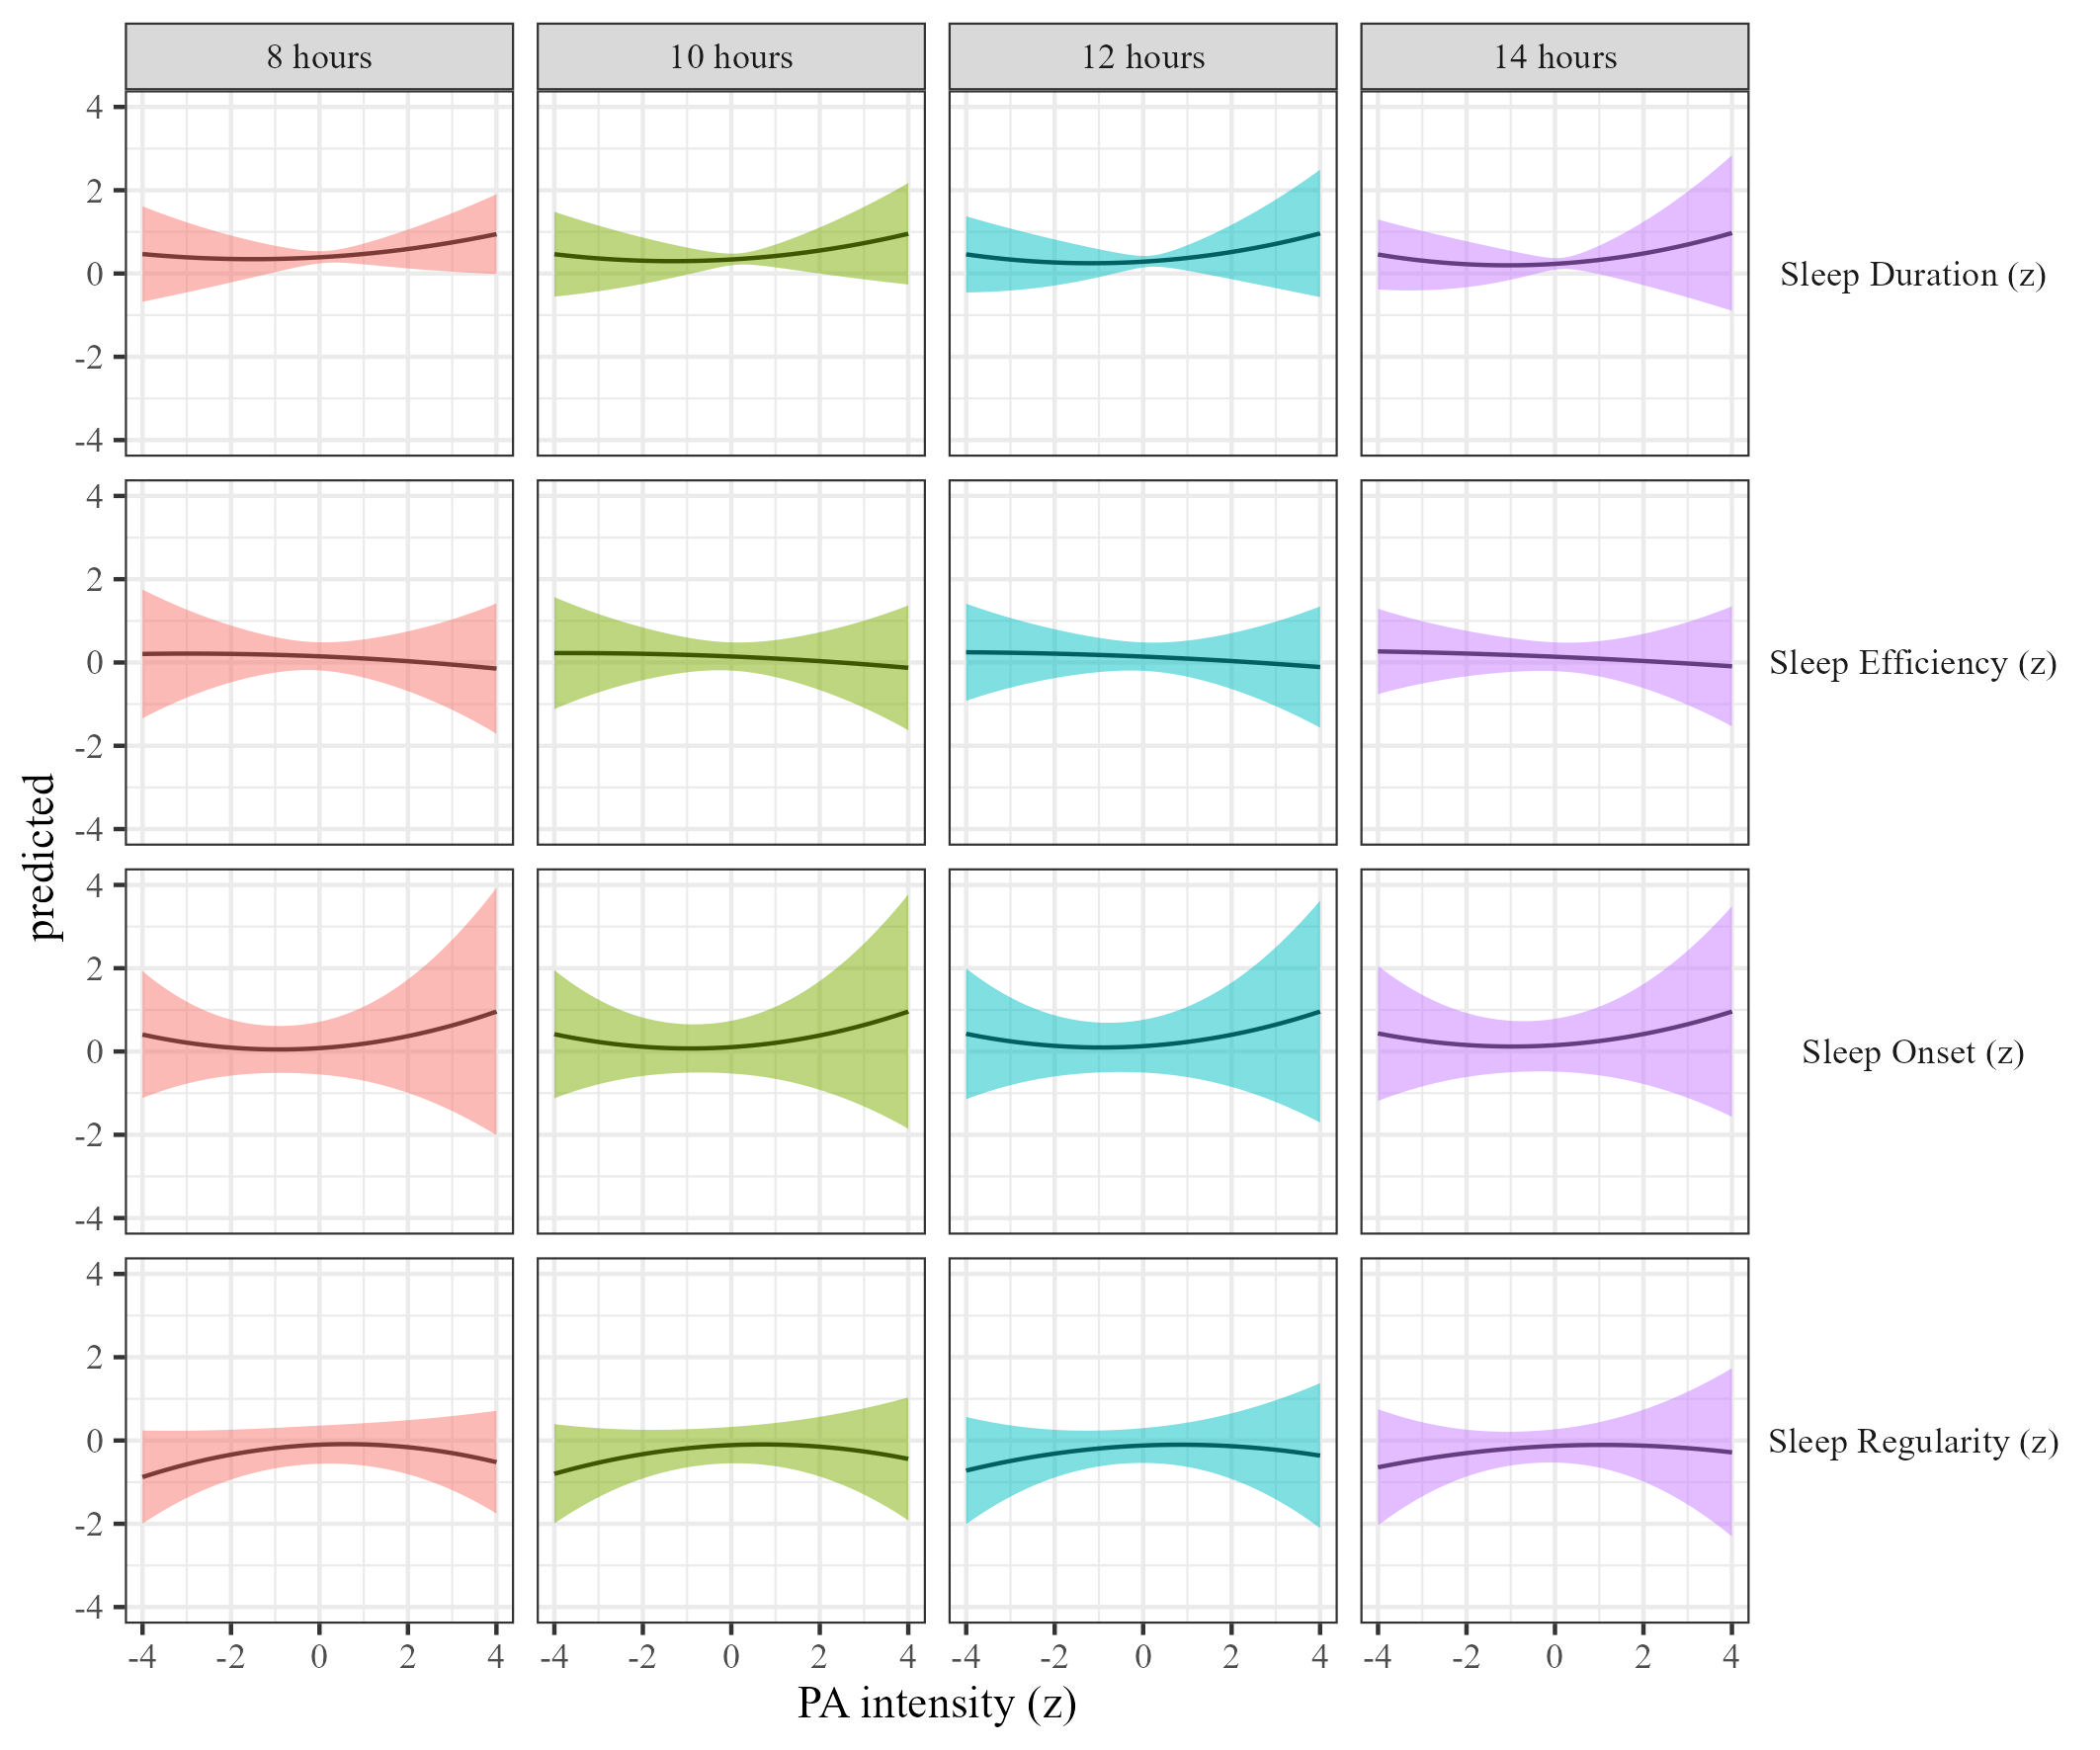 8 hours 10 hours 12 hours 14 hours
4
2
0
-2
-4
Sleep Duration (z)
4
2
0
-2
-4
Sleep Efficiency (z)
predicted
4
2
0
-2
-4
Sleep Onset (z)
4
2
0
-2
-4
Sleep Regularity (z)
-4 -2 0 2 4 -4 -2 0 2 4 -4 -2 0 2 4 -4 -2 0 2 4
PA intensity (z)